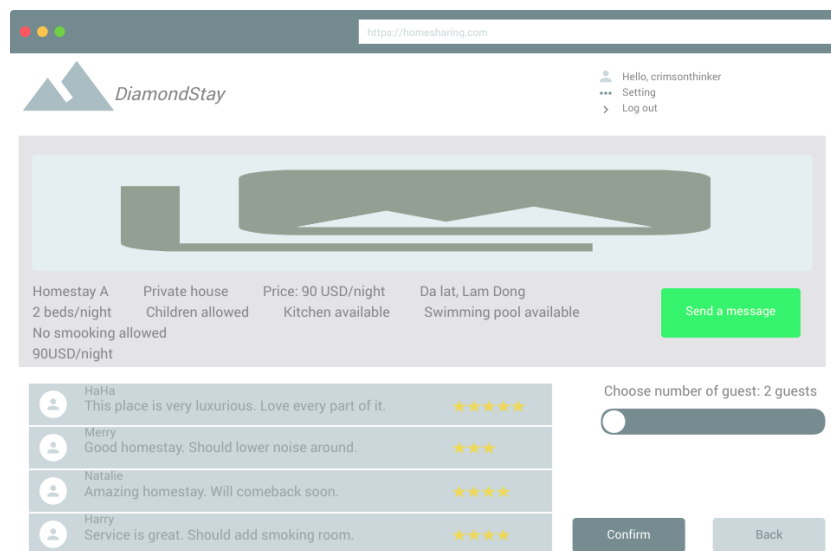 https://homesharing.com
DiamondStay
Hello, crimsonthinker
Setting
Log out
Homestay A Private house Price: 90 USD/night Da lat, Lam Dong
2 beds/night Children allowed Kitchen available Swimming pool available
No smooking allowed
90USD/night
Send a message
HaHa
This place is very luxurious. Love every part of it.
Merry
Good homestay. Should lower noise around.
Natalie
Amazing homestay. Will comeback soon.
Harry
Service is great. Should add smoking room.
Choose number of guest: 2 guests
Confirm
Back